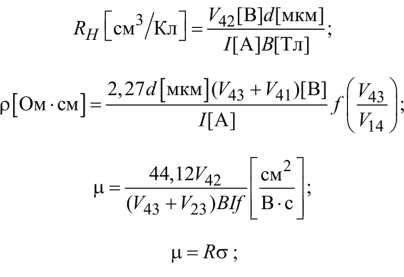 R_H [см³/Кл] = V₄₂[В]d[мкм] / I[А]B[Тл];
ρ[Ом·см] = 2,27d[мкм](V₄₃ + V₄₁)[В] / I[А] f(V₄₃ / V₁₄);
μ = 44,12V₄₂ / (V₄₃ + V₂₃)BIf [см² / В·с];
μ = Rσ;